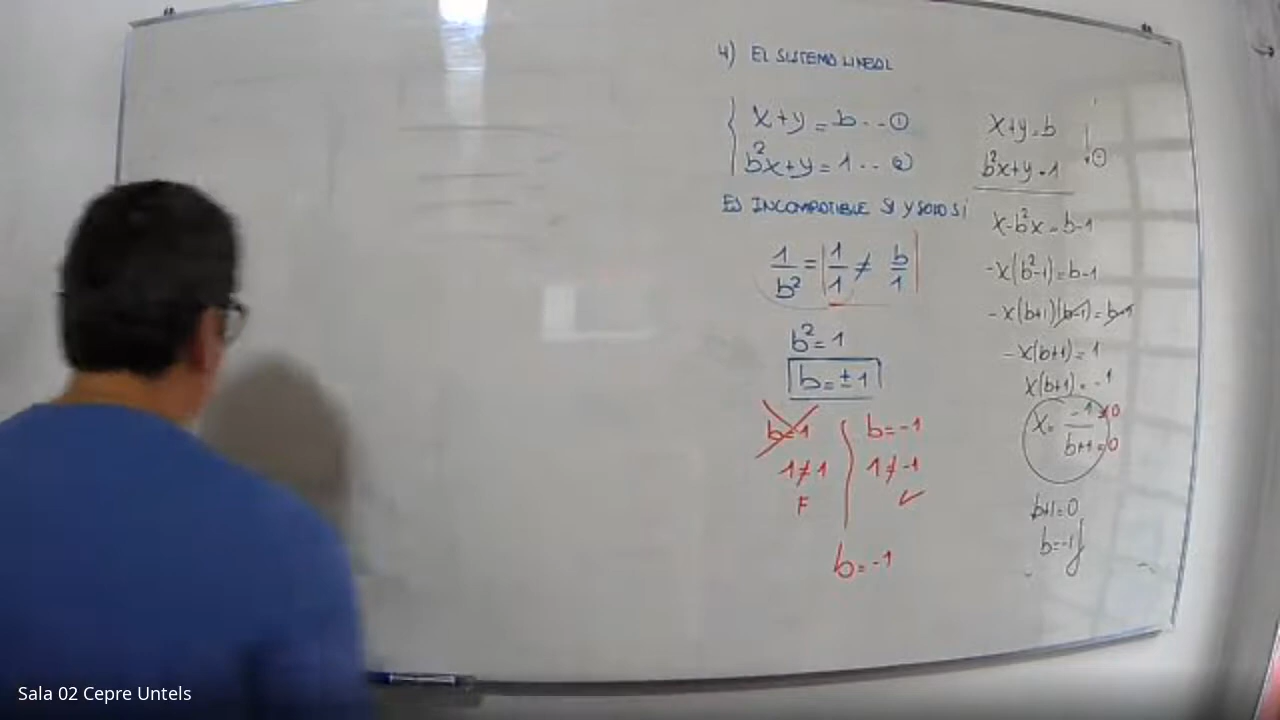 4) EL SISTEMA LINEAL
x+y=b--①
b²x+y=1--②
ES INCOMPATIBLE SI Y SOLO SI
1/b² = 1/1 ≠ b/1
b²=1
b=±1
b=1
1≠1
F
b=-1
1≠-1
✓
b=-1
x+y=b
b²x+y=1
x-b²x=b-1
-x(b²-1)=b-1
-x(b+1)(b-1)=b-1
-x(b+1)=1
x(b+1)=-1
x= -1/b+1 ≠0 =0
b+1=0
b=-1
Sala 02 Cepre Untels